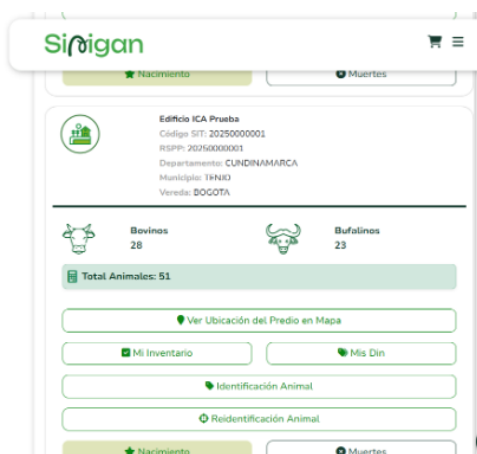 Sinigan
Nacimiento
Muertes
Edificio ICA Prueba
Código SIT: 20250000001
RSPP: 20250000001
Departamento: CUNDINAMARCA
Municipio: TENJO
Vereda: BOGOTA
Bovinos
28
Bufalinos
23
Total Animales: 51
Ver Ubicación del Predio en Mapa
Mi Inventario
Mis Din
Identificación Animal
Reidentificación Animal
Nacimiento
Muertes